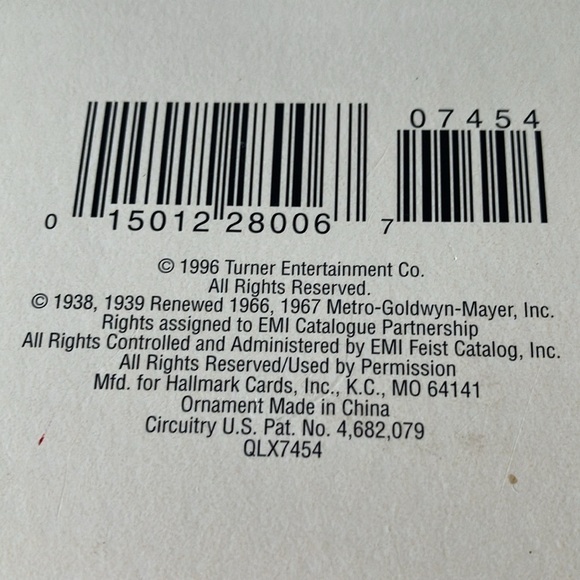 07454
0 15012 28006 7
© 1996 Turner Entertainment Co.
All Rights Reserved.
© 1938, 1939 Renewed 1966, 1967 Metro-Goldwyn-Mayer, Inc.
Rights assigned to EMI Catalogue Partnership
All Rights Controlled and Administered by EMI Feist Catalog, Inc.
All Rights Reserved/Used by Permission
Mfd. for Hallmark Cards, Inc., K.C., MO 64141
Ornament Made in China
Circuitry U.S. Pat. No. 4,682,079
QLX7454